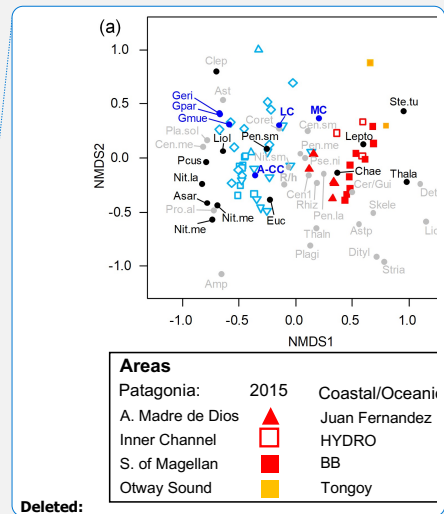 (a)
1.0
Clep
Ste.tu
Ast
Geri
0.5
Gpar
LC
MC
Gmue
Coret
Cen.sm
Pla.sol
Liol
Pen.sm
Lepto
Cen.me
Pen.me
NMDS2
0.0
Pcus
Nit.sm
Pse.ni
Chae
Thala
Nit.la
A-CC
R/h
Cen1
Rhiz
Cer/Gui
Det
Asar
-0.5
Pro.al
Nit.me
Euc
Pen.la
Skele
Nit.me
Thaln
Astp
Plagi
Dityl
Stria
-1.0
Amp
-1.0
-0.5
0.0
0.5
1.0
NMDS1
Areas
Patagonia: 2015 Coastal/Oceanic
A. Madre de Dios Juan Fernandez
Inner Channel HYDRO
S. of Magellan BB
Otway Sound Tongoy
Deleted: